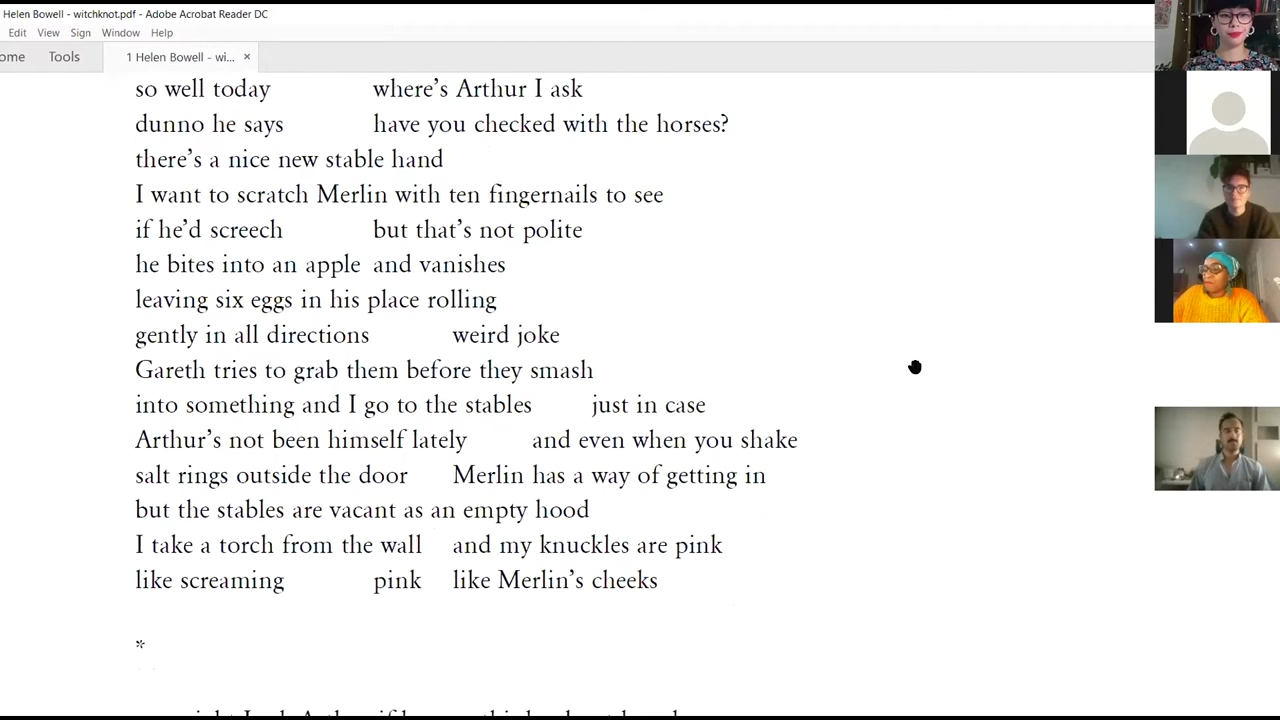 Helen Bowell - witchknot.pdf - Adobe Acrobat Reader DC
Edit View Sign Window Help
ome Tools 1 Helen Bowell - wi... ×
so well today where's Arthur I ask
dunno he says have you checked with the horses?
there's a nice new stable hand
I want to scratch Merlin with ten fingernails to see
if he'd screech but that's not polite
he bites into an apple and vanishes
leaving six eggs in his place rolling
gently in all directions weird joke
Gareth tries to grab them before they smash
into something and I go to the stables just in case
Arthur's not been himself lately and even when you shake
salt rings outside the door Merlin has a way of getting in
but the stables are vacant as an empty hood
I take a torch from the wall and my knuckles are pink
like screaming pink like Merlin's cheeks
*